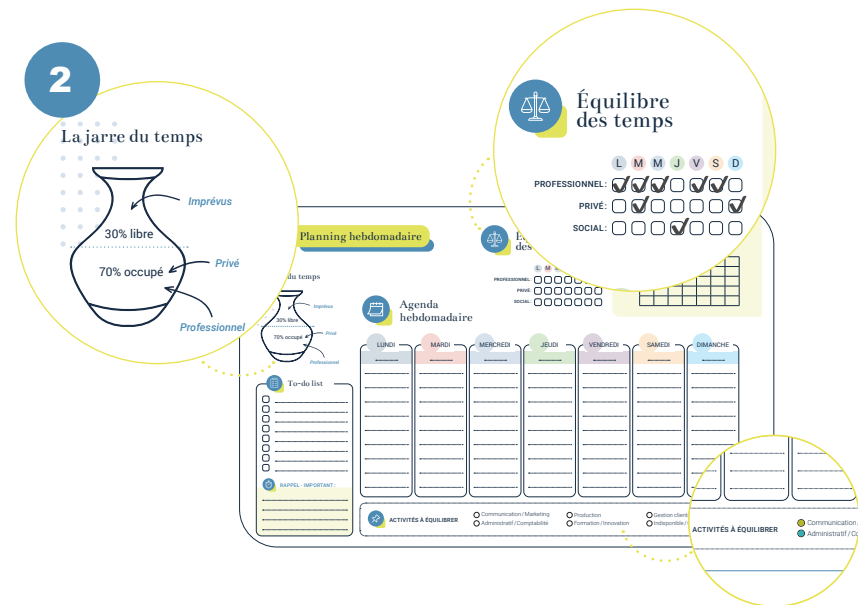 2
La jarre du temps
Imprévus
30% libre
70% occupé
Privé
Professionnel
Équilibre
des temps
L M M J V S D
PROFESSIONNEL:
PRIVÉ:
SOCIAL:
Planning hebdomadaire
du temps
Imprévus
30% libre
70% occupé
Privé
Professionnel
des
L M
PROFESSIONNEL:
PRIVÉ:
SOCIAL:
Agenda
hebdomadaire
LUNDI MARDI MERCREDI JEUDI VENDREDI SAMEDI DIMANCHE
To-do list
RAPPEL - IMPORTANT :
ACTIVITÉS À ÉQUILIBRER
Communication / Marketing
Administratif / Comptabilité
Production
Formation / Innovation
Gestion client
Indisponible /
ACTIVITÉS À ÉQUILIBRER
Communication
Administratif / Co